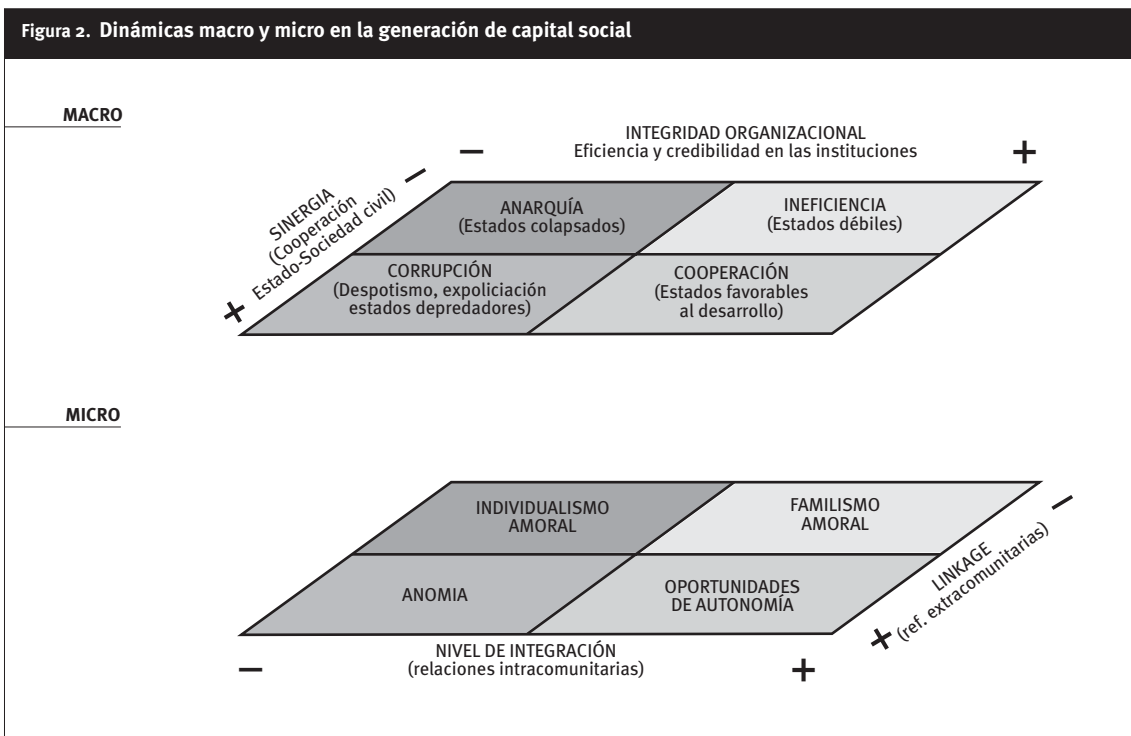 Figura 2. Dinámicas macro y micro en la generación de capital social
MACRO
INTEGRIDAD ORGANIZACIONAL
Eficiencia y credibilidad en las instituciones
− +
SINERGIA −
(Cooperación
+ Estado-Sociedad civil)
ANARQUÍA
(Estados colapsados)
INEFICIENCIA
(Estados débiles)
CORRUPCIÓN
(Despotismo, expoliciación
estados depredadores)
COOPERACIÓN
(Estados favorables
al desarrollo)
MICRO
INDIVIDUALISMO
AMORAL
FAMILISMO
AMORAL
ANOMIA
OPORTUNIDADES
DE AUTONOMÍA
LINKAGE −
+ (ref. extracomunitarias)
NIVEL DE INTEGRACIÓN
− (relaciones intracomunitarias) +